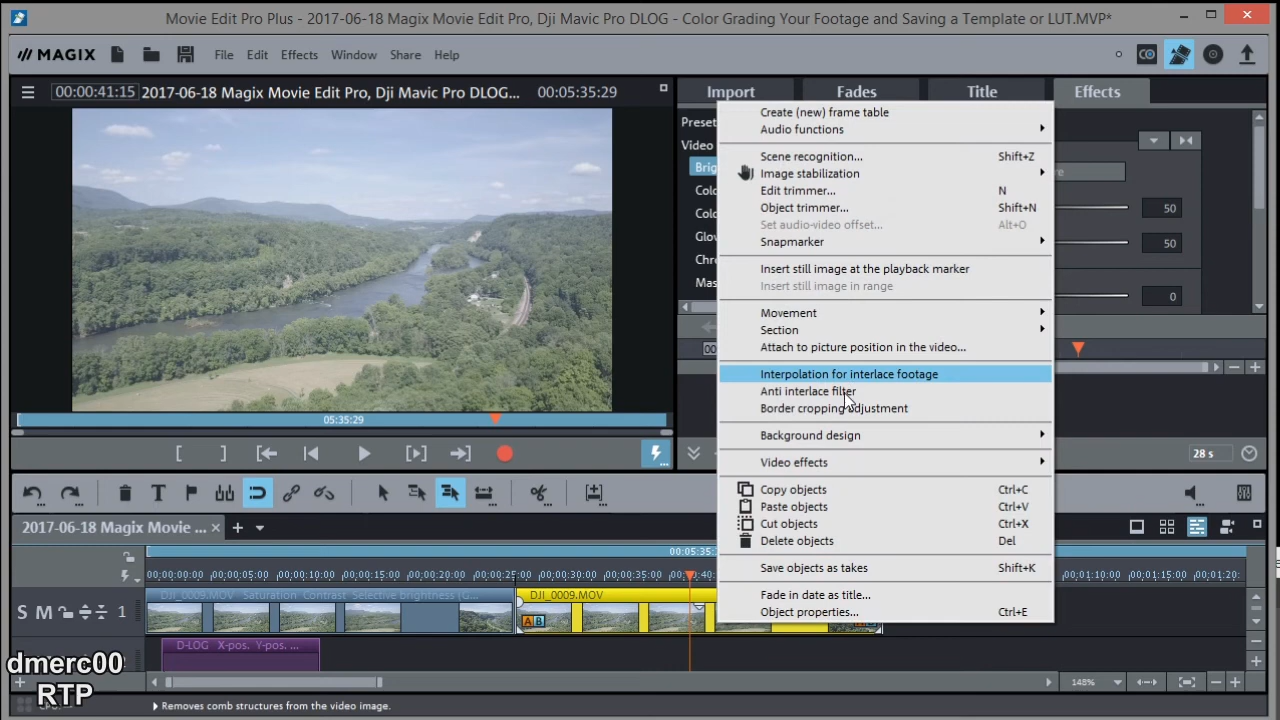 Movie Edit Pro Plus - 2017-06-18 Magix Movie Edit Pro, Dji Mavic Pro DLOG - Color Grading Your Footage and Saving a Template or LUT.MVP*
MAGIX File Edit Effects Window Share Help
00:00:41:15 2017-06-18 Magix Movie Edit Pro, Dji Mavic Pro DLOG... 00:05:35:29
Import Fades Title Effects
Preset
Video
Brig
Colo
Colo
Glow
Chro
Mas
50
50
0
Create (new) frame table
Audio functions
Scene recognition... Shift+Z
Image stabilization
Edit trimmer... N
Object trimmer... Shift+N
Set audio-video offset... Alt+O
Snapmarker
Insert still image at the playback marker
Insert still image in range
Movement
Section
Attach to picture position in the video...
Interpolation for interlace footage
Anti interlace filter
Border cropping adjustment
Background design
Video effects
Copy objects Ctrl+C
Paste objects Ctrl+V
Cut objects Ctrl+X
Delete objects Del
Save objects as takes Shift+K
Fade in date as title...
Object properties... Ctrl+E
05:35:29
28 s
2017-06-18 Magix Movie ...
00:00:00:00 00:00:05:00 00:00:10:00 00:00:15:00 00:00:20:00 00:00:25:00 00:00:30:00 00:00:35:00 00:01:10:00 00:01:15:00 00:01:20:
S M 1
DJI_0009.MOV Saturation Contrast Selective brightness (G...
DJI_0009.MOV
A B
D-LOG X-pos. Y-pos. ...
148%
dmerc00
RTP
Removes comb structures from the video image.